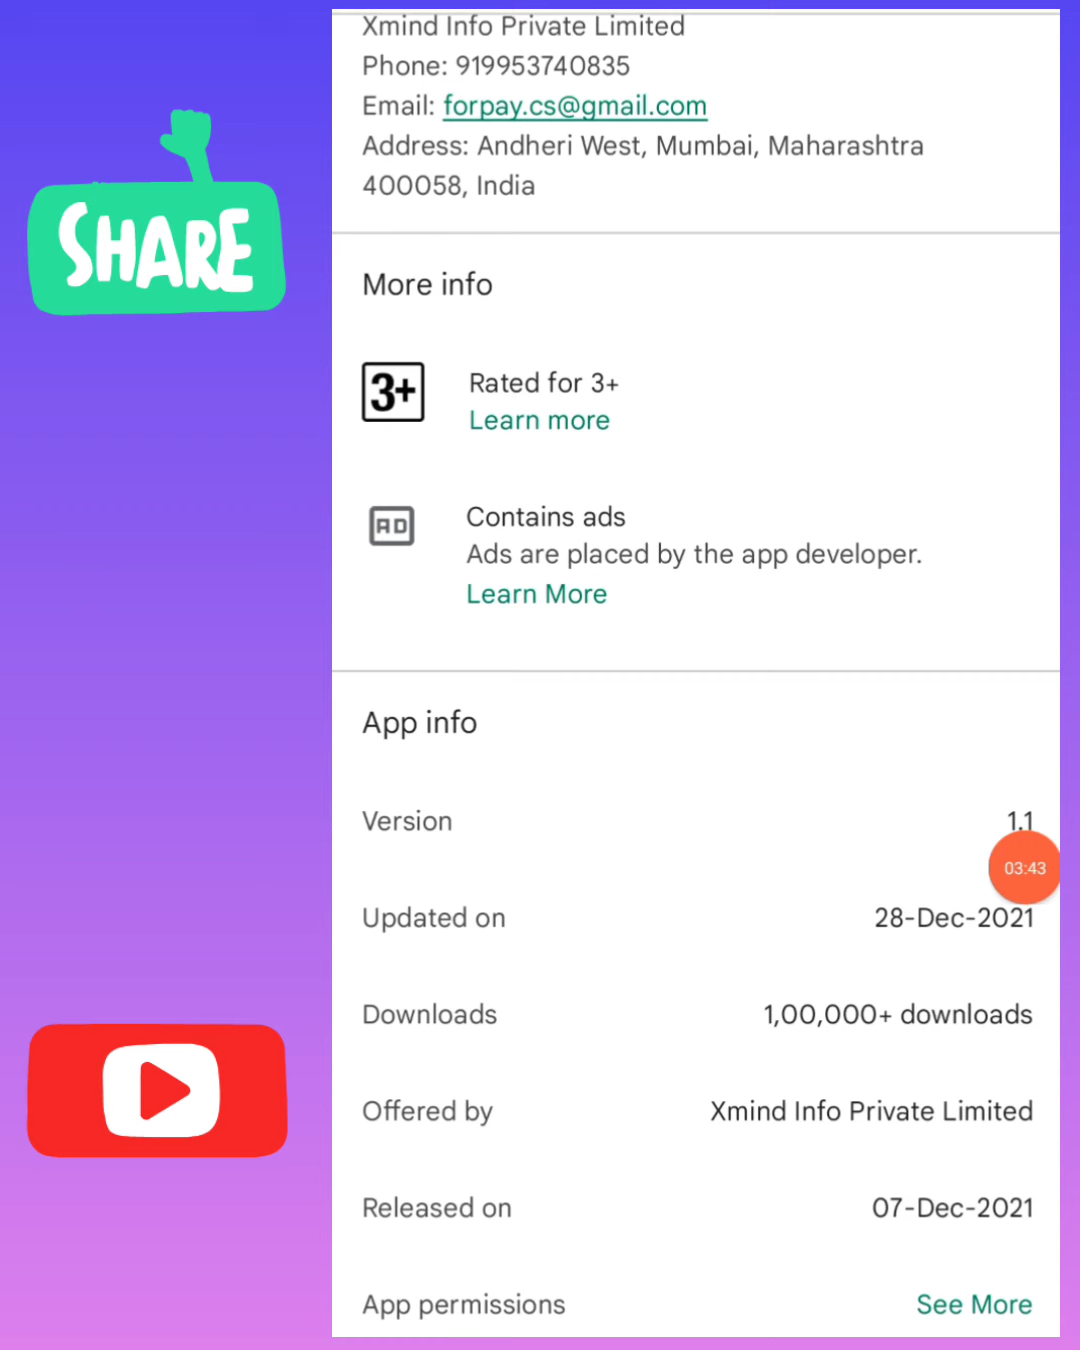 Xmind Info Private Limited
Phone: 919953740835
Email: forpay.cs@gmail.com
Address: Andheri West, Mumbai, Maharashtra
400058, India
SHARE
More info
3+
Rated for 3+
Learn more
AD
Contains ads
Ads are placed by the app developer.
Learn More
App info
Version 1.1
03:43
Updated on 28-Dec-2021
Downloads 1,00,000+ downloads
Offered by Xmind Info Private Limited
Released on 07-Dec-2021
App permissions See More